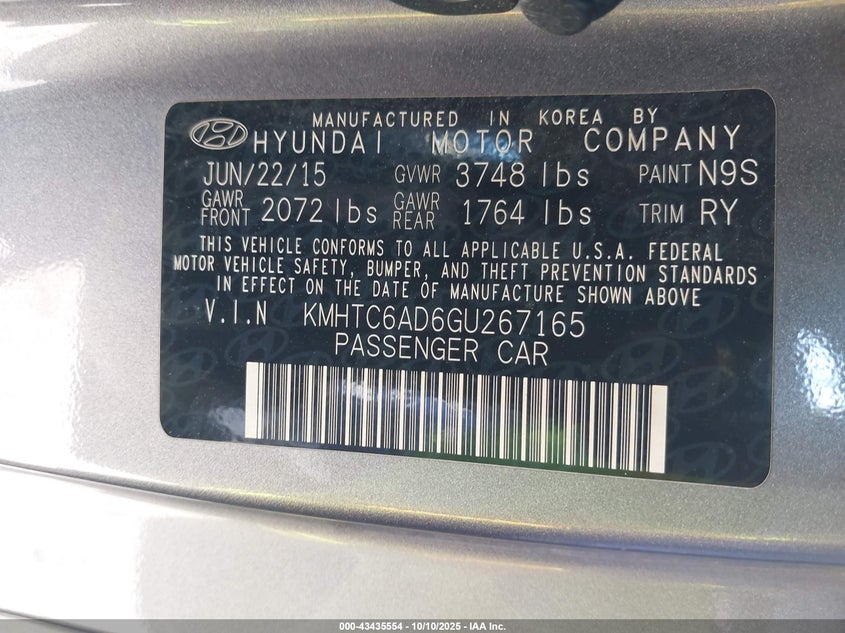 MANUFACTURED IN KOREA BY
HYUNDAI MOTOR COMPANY
JUN/22/15 GVWR 3748 lbs PAINT N9S
GAWR FRONT 2072 lbs GAWR REAR 1764 lbs TRIM RY
THIS VEHICLE CONFORMS TO ALL APPLICABLE U.S.A. FEDERAL
MOTOR VEHICLE SAFETY, BUMPER, AND THEFT PREVENTION STANDARDS
IN EFFECT ON THE DATE OF MANUFACTURE SHOWN ABOVE
V.I.N KMHTC6AD6GU267165
PASSENGER CAR
000-43435554 - 10/10/2025 - IAA Inc.